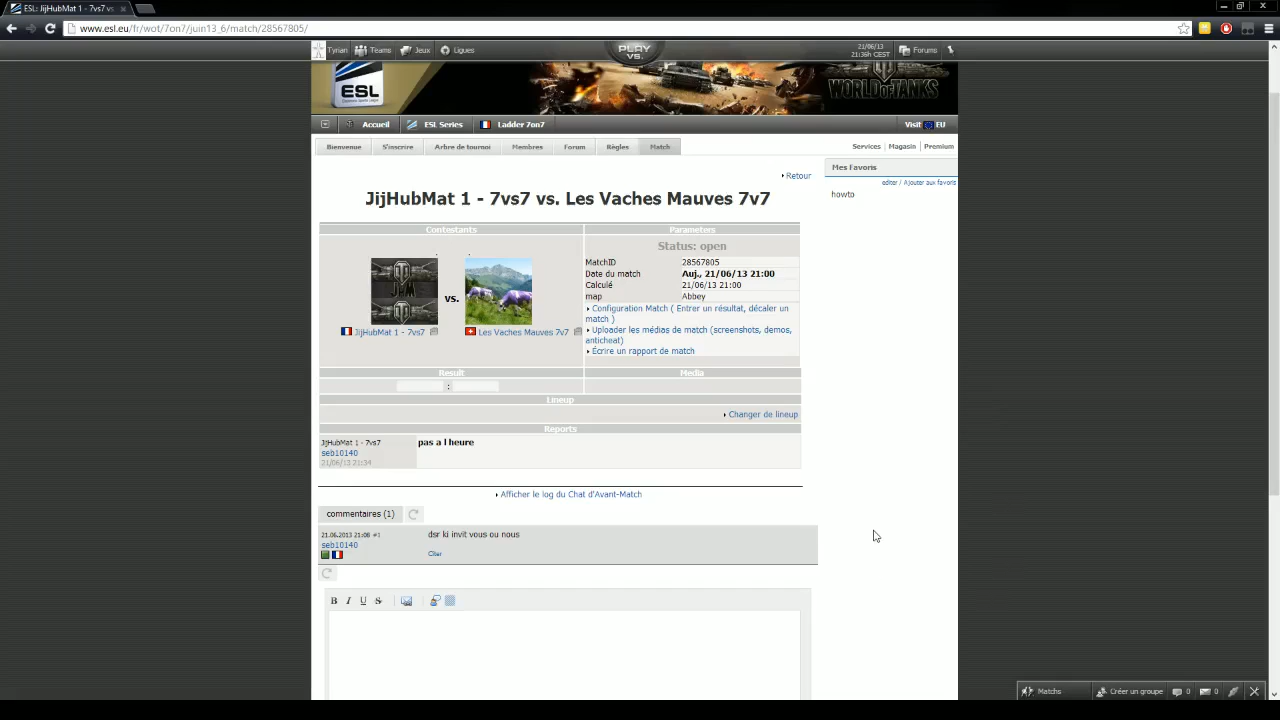 ESL: JijHubMat 1 - 7vs7 vs
www.esl.eu/fr/wot/7on7/juin13_6/match/28567805/
Tyrian Teams Jeux Ligues
PLAY VS.
21/06/13
21:36h CEST
Forums
ESL
WORLD OF TANKS
Accueil ESL Series Ladder 7on7 Visit EU
Bienvenue S'inscrire Arbre de tournoi Membres Forum Règles Match
Services Magasin Premium
Mes Favoris
editer / Ajouter aux favoris
howto
Retour
JijHubMat 1 - 7vs7 vs. Les Vaches Mauves 7v7
Contestants Parameters
Status: open
vs.
JijHubMat 1 - 7vs7 Les Vaches Mauves 7v7
MatchID 28567805
Date du match Auj., 21/06/13 21:00
Calculé 21/06/13 21:00
map Abbey
Configuration Match ( Entrer un résultat, décaler un
match )
Uploader les médias de match (screenshots, demos,
anticheat)
Écrire un rapport de match
Result Media
:
Lineup
Changer de lineup
Reports
JijHubMat 1 - 7vs7 pas a l heure
seb10140
21/06/13 21:34
Afficher le log du Chat d'Avant-Match
commentaires (1)
21.06.2013 21:08 #1 dsr ki invit vous ou nous
seb10140
Citer
B I U S
Matchs Créer un groupe 0 0